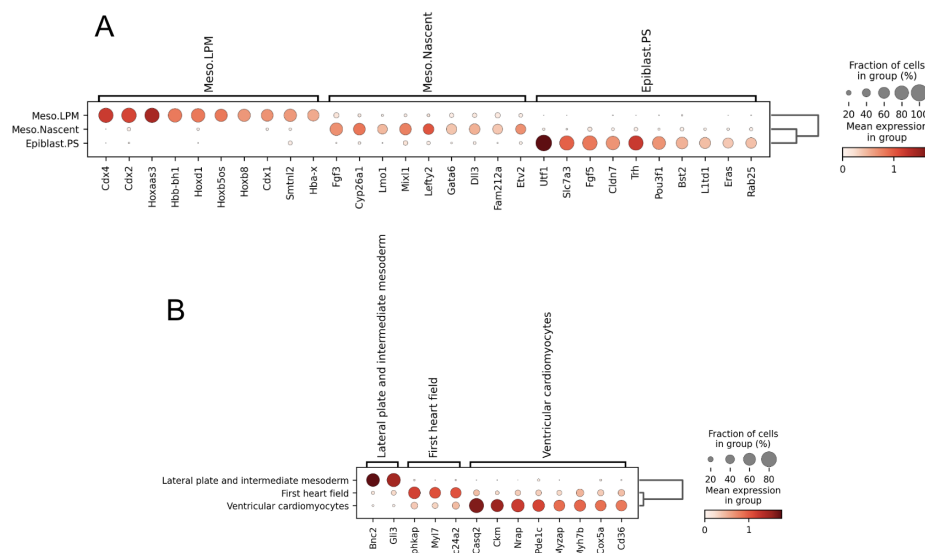 A
Meso.LPM
Meso.Nascent
Epiblast.PS
Meso.LPM
Meso.Nascent
Epiblast.PS
Cdx4 Cdx2 Hoxaas3 Hbb-bh1 Hoxd1 Hoxb5os Hoxb8 Cdx1 Smtnl2 Hba-x Fgf3 Cyp26a1 Lmo1 Mixl1 Lefty2 Gata6 Dll3 Fam212a Etv2 Utf1 Slc7a3 Fgf5 Cldn7 Trh Pou3f1 Bst2 L1td1 Eras Rab25
Fraction of cells
in group (%)
20 40 60 80 100
Mean expression
in group
0 1
B
Lateral plate and intermediate mesoderm
First heart field
Ventricular cardiomyocytes
Lateral plate and intermediate mesoderm
First heart field
Ventricular cardiomyocytes
Bnc2 Gli3 phkap Myl7 c24a2 Casq2 Ckm Nrap Pde1c Myzap Myh7b Cox5a Cd36
Fraction of cells
in group (%)
20 40 60 80
Mean expression
in group
0 1